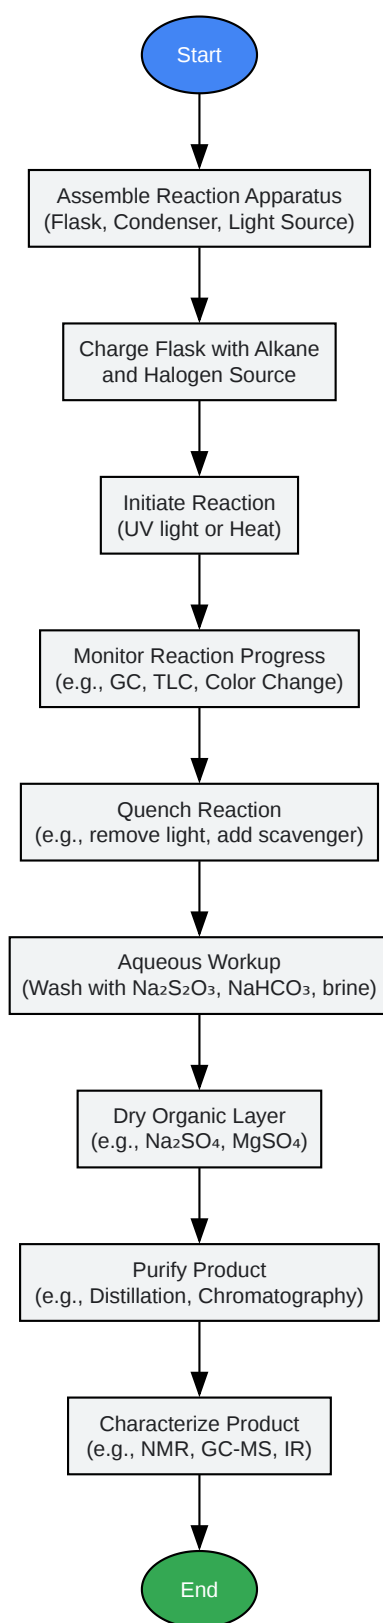 Start
Assemble Reaction Apparatus
(Flask, Condenser, Light Source)
Charge Flask with Alkane
and Halogen Source
Initiate Reaction
(UV light or Heat)
Monitor Reaction Progress
(e.g., GC, TLC, Color Change)
Quench Reaction
(e.g., remove light, add scavenger)
Aqueous Workup
(Wash with Na₂S₂O₃, NaHCO₃, brine)
Dry Organic Layer
(e.g., Na₂SO₄, MgSO₄)
Purify Product
(e.g., Distillation, Chromatography)
Characterize Product
(e.g., NMR, GC-MS, IR)
End